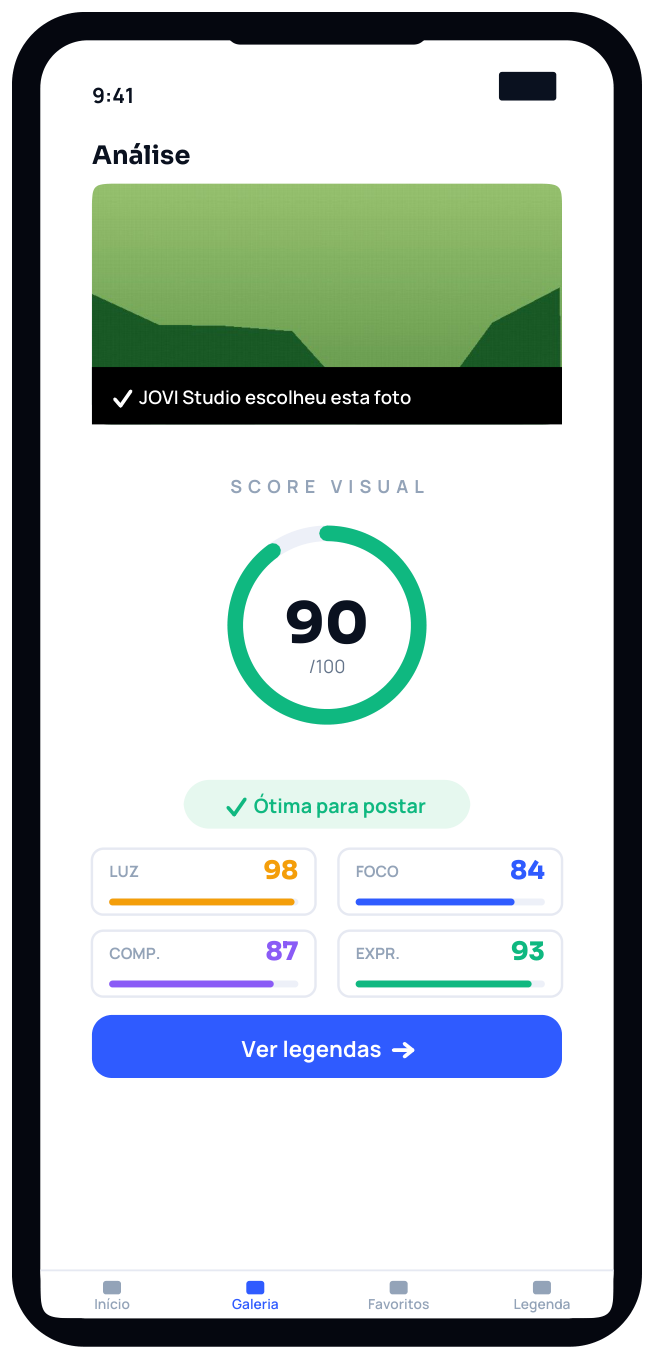 9:41
Análise
JOVI Studio escolheu esta foto
SCORE VISUAL
90
/100
Ótima para postar
LUZ 98
FOCO 84
COMP. 87
EXPR. 93
Ver legendas →
Início
Galeria
Favoritos
Legenda